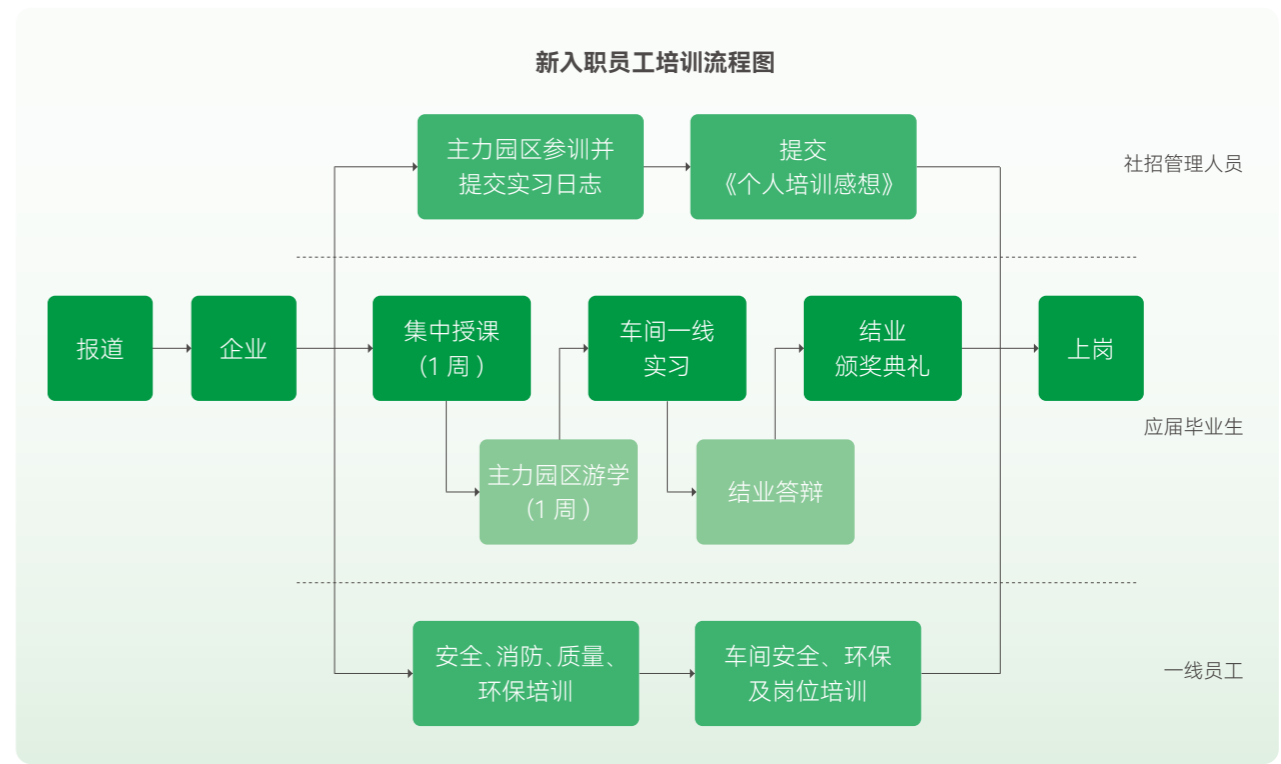 新入职员工培训流程图
主力园区参训并
提交实习日志
提交
《个人培训感想》
社招管理人员
报道
企业
集中授课
(1 周 )
车间一线
实习
结业
颁奖典礼
上岗
主力园区游学
(1 周 )
结业答辩
应届毕业生
安全、消防、质量、
环保培训
车间安全、环保
及岗位培训
一线员工